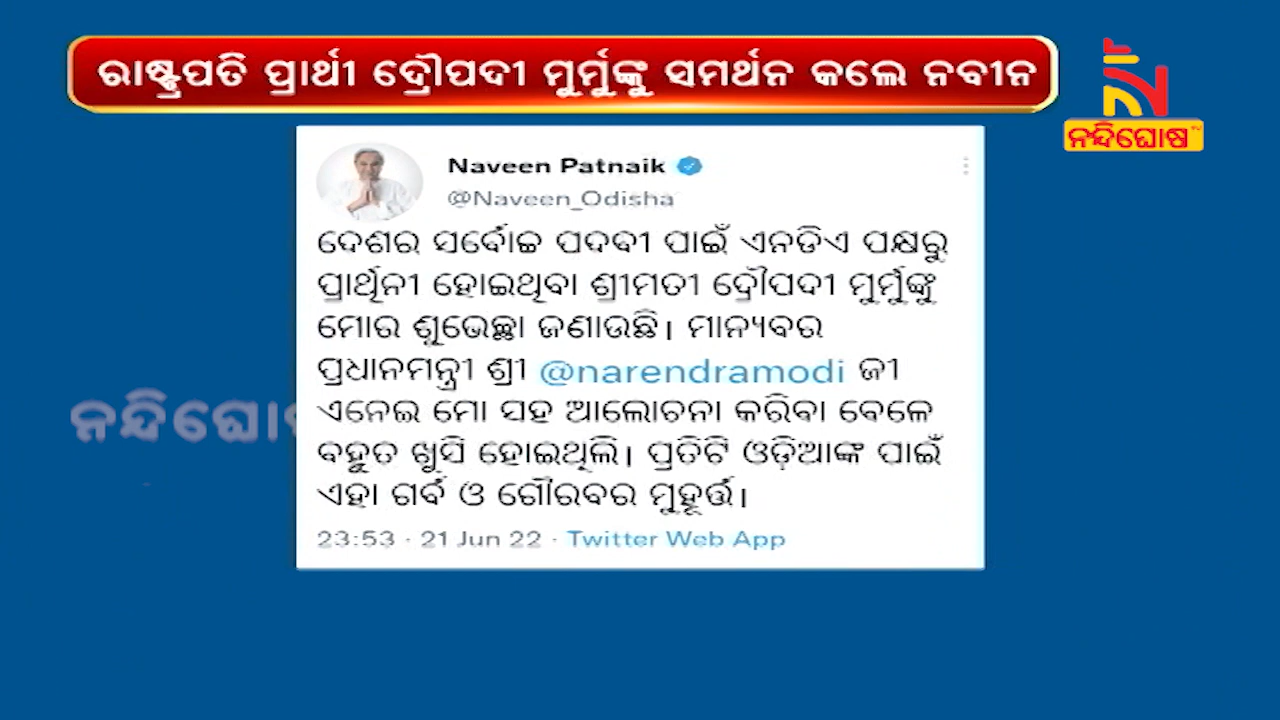 ରାଷ୍ଟ୍ରପତି ପ୍ରାର୍ଥୀ ଦ୍ରୌପଦୀ ମୁର୍ମୁଙ୍କୁ ସମର୍ଥନ କଲେ ନବୀନ
ନନ୍ଦିଘୋଷ
Naveen Patnaik
@Naveen_Odisha
ଦେଶର ସର୍ବୋଚ୍ଚ ପଦବୀ ପାଇଁ ଏନଡିଏ ପକ୍ଷରୁ
ପ୍ରାର୍ଥିନୀ ହୋଇଥିବା ଶ୍ରୀମତୀ ଦ୍ରୌପଦୀ ମୁର୍ମୁଙ୍କୁ
ମୋର ଶୁଭେଚ୍ଛା ଜଣାଉଛି। ମାନ୍ୟବର
ପ୍ରଧାନମନ୍ତ୍ରୀ ଶ୍ରୀ @narendramodi ଜୀ
ଏନେଇ ମୋ ସହ ଆଲୋଚନା କରିବା ବେଳେ
ବହୁତ ଖୁସି ହୋଇଥିଲି। ପ୍ରତିଟି ଓଡ଼ିଆଙ୍କ ପାଇଁ
ଏହା ଗର୍ବ ଓ ଗୌରବର ମୁହୂର୍ତ୍ତ।
23:53 · 21 Jun 22 · Twitter Web App